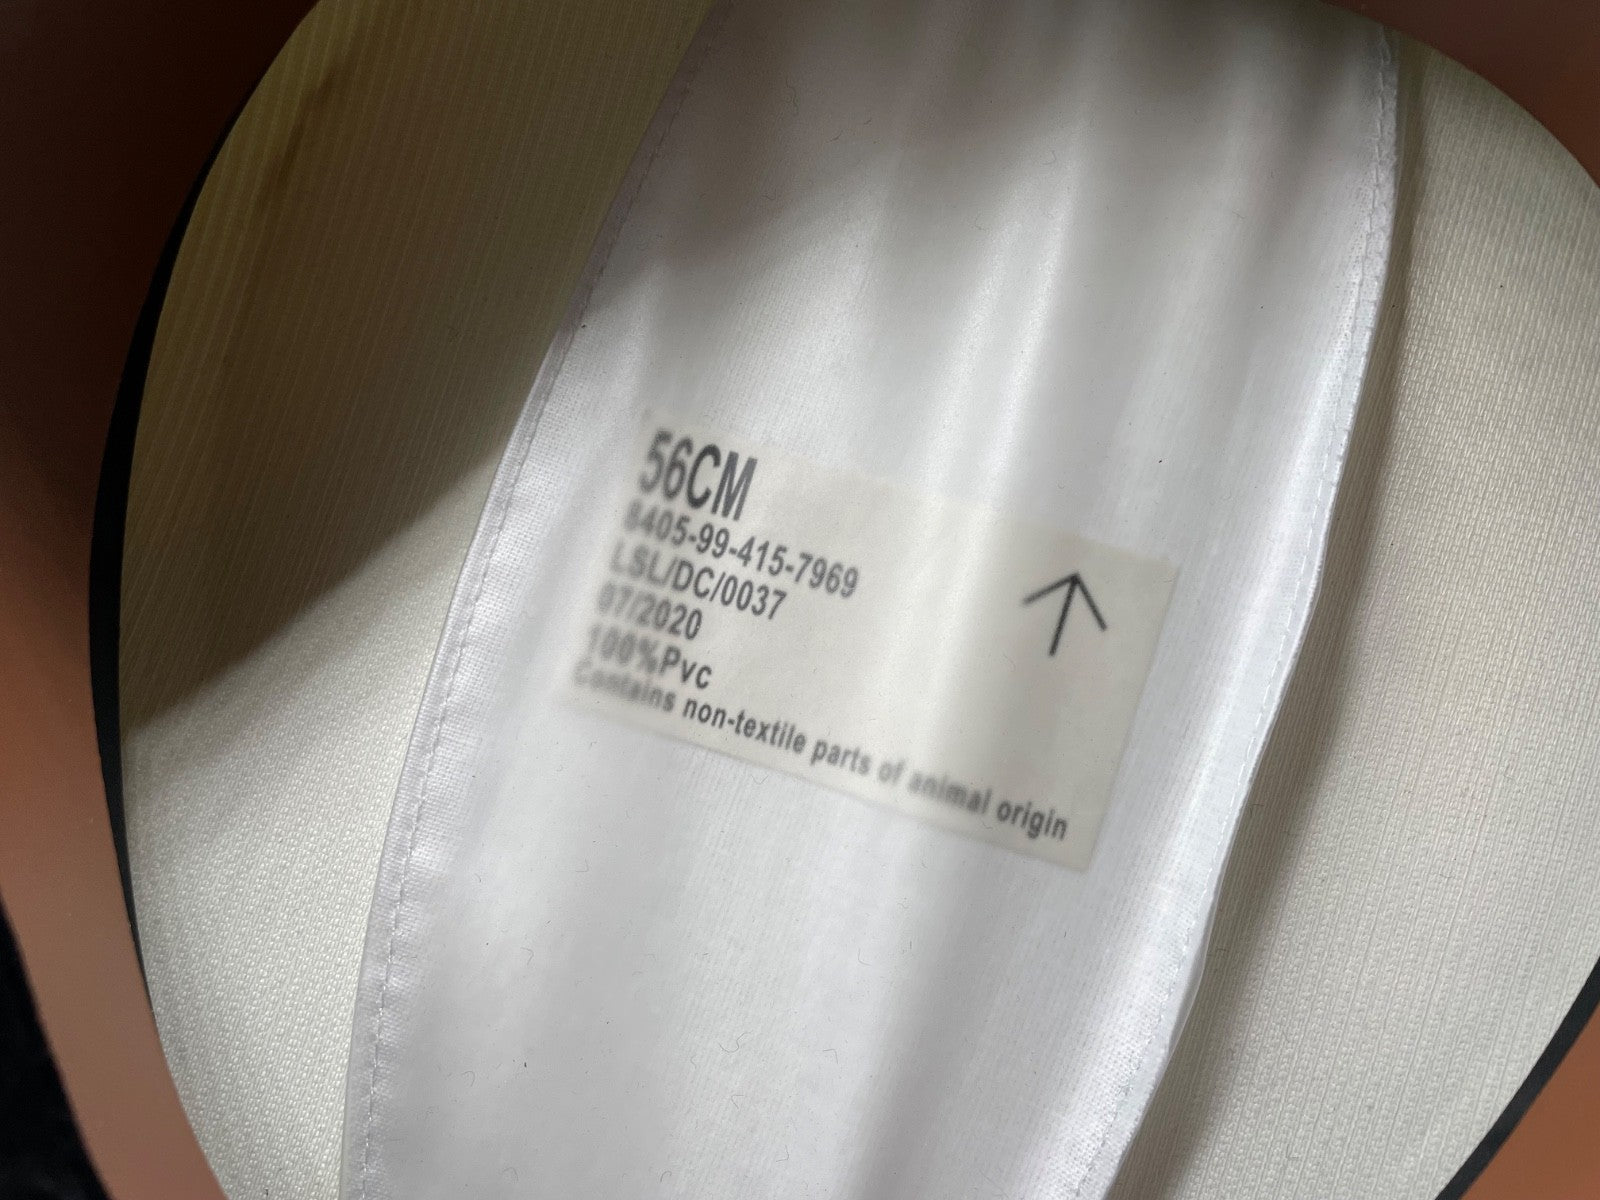 56CM
8405-99-415-7969
LSL/DC/0037
07/2020
100%Pvc
Contains non-textile parts of animal origin